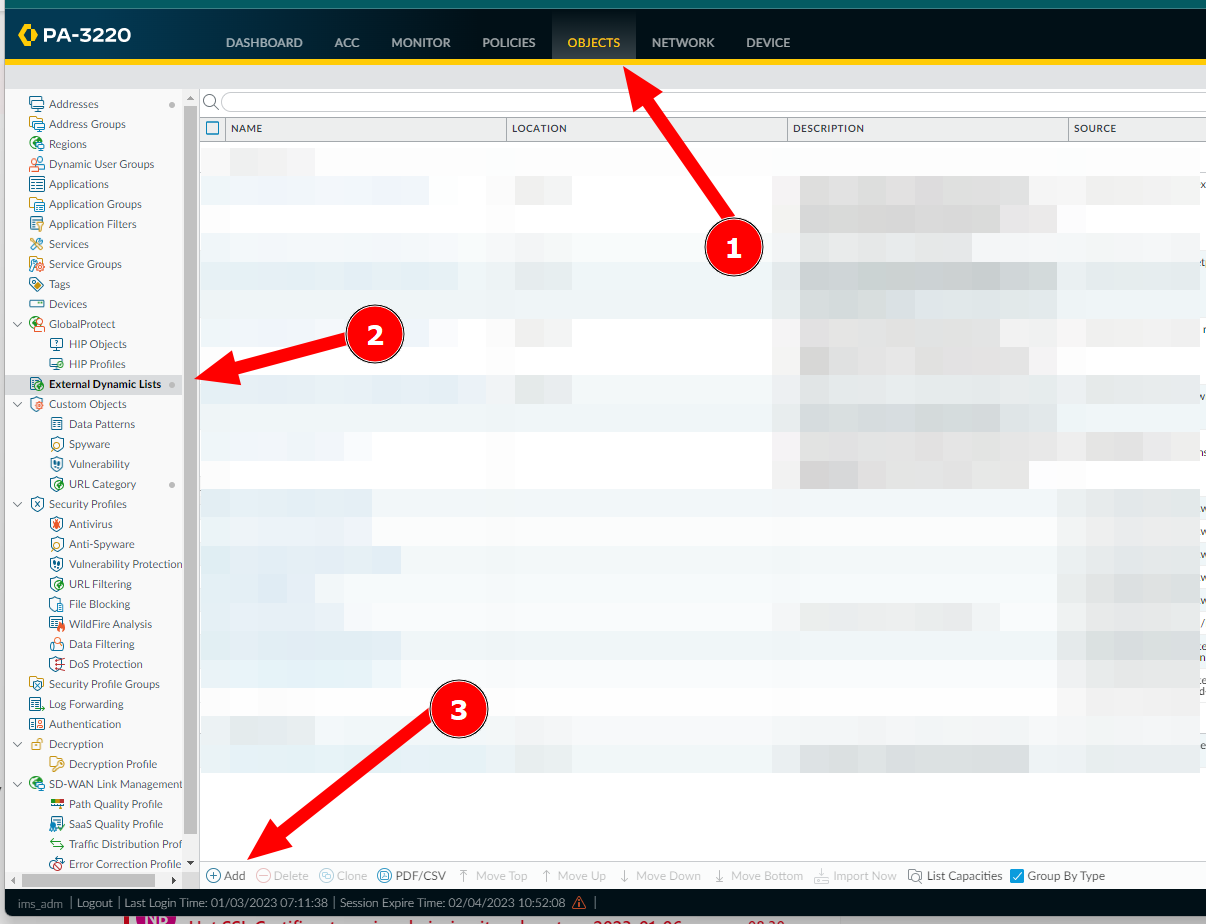 PA-3220
DASHBOARD ACC MONITOR POLICIES OBJECTS NETWORK DEVICE
Addresses
Address Groups
Regions
Dynamic User Groups
Applications
Application Groups
Application Filters
Services
Service Groups
Tags
Devices
GlobalProtect
HIP Objects
HIP Profiles
External Dynamic Lists
Custom Objects
Data Patterns
Spyware
Vulnerability
URL Category
Security Profiles
Antivirus
Anti-Spyware
Vulnerability Protection
URL Filtering
File Blocking
WildFire Analysis
Data Filtering
DoS Protection
Security Profile Groups
Log Forwarding
Authentication
Decryption
Decryption Profile
SD-WAN Link Management
Path Quality Profile
SaaS Quality Profile
Traffic Distribution Prof
Error Correction Profile
NAME LOCATION DESCRIPTION SOURCE
1
2
3
Add Delete Clone PDF/CSV Move Top Move Up Move Down Move Bottom Import Now List Capacities Group By Type
ims_adm | Logout | Last Login Time: 01/03/2023 07:11:38 | Session Expire Time: 02/04/2023 10:52:08 |